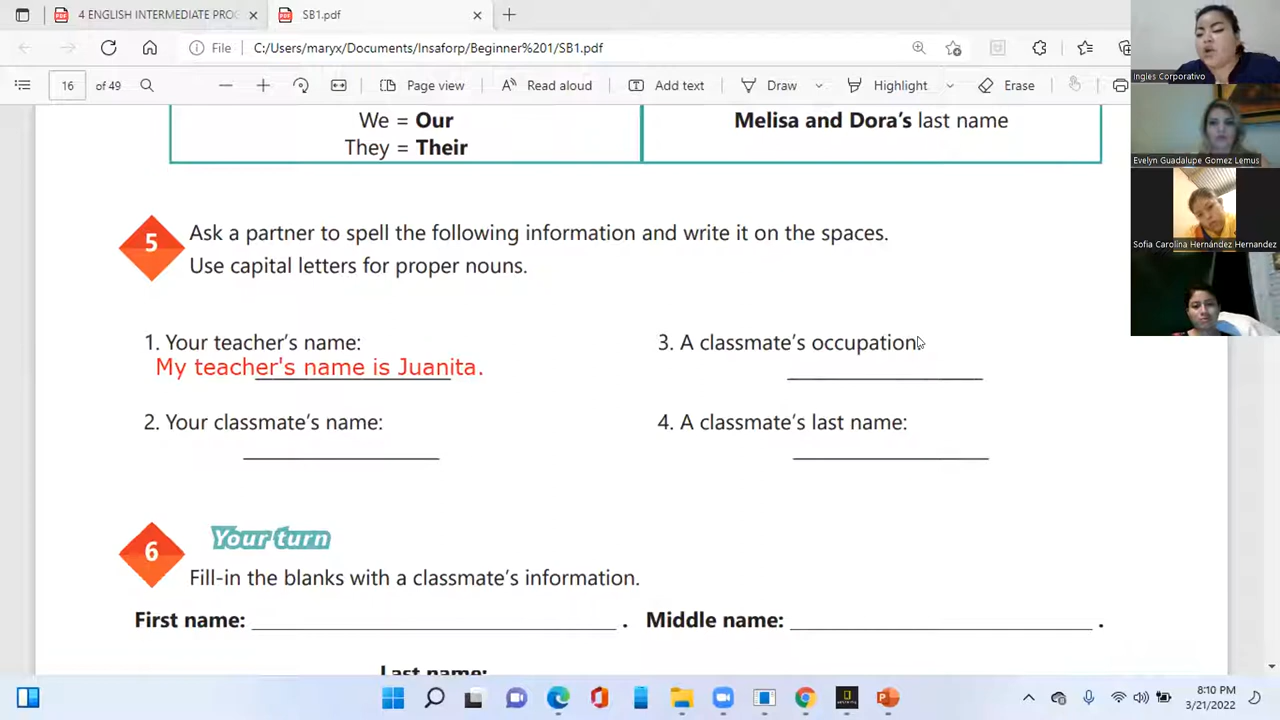 4 ENGLISH INTERMEDIATE PROG
SB1.pdf
File C:/Users/maryx/Documents/Insaforp/Beginner%201/SB1.pdf
16 of 49 Page view Read aloud Add text Draw Highlight Erase
Ingles Corporativo
Evelyn Guadalupe Gomez Lemus
Sofia Carolina Hernández Hernandez
We = Our
They = Their
Melisa and Dora's last name
5
Ask a partner to spell the following information and write it on the spaces.
Use capital letters for proper nouns.
1. Your teacher's name:
My teacher's name is Juanita.
2. Your classmate's name:
3. A classmate's occupation
4. A classmate's last name:
6
Your turn
Fill-in the blanks with a classmate's information.
First name: . Middle name: .
Last name:
8:10 PM
3/21/2022